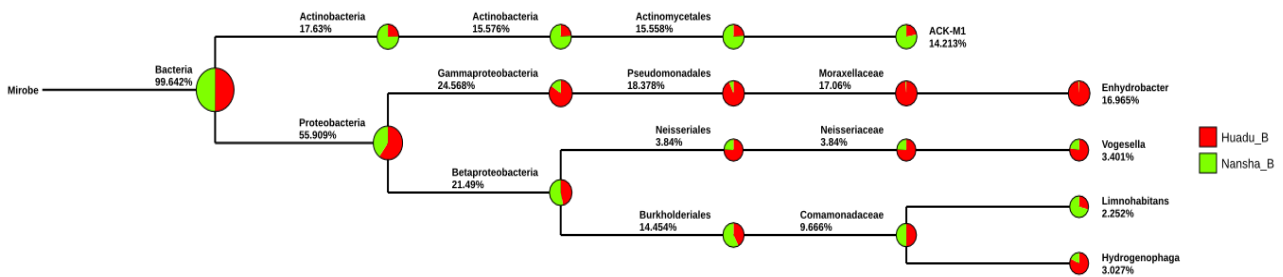 Mirobe
Bacteria
99.642%
Actinobacteria
17.63%
Actinobacteria
15.576%
Actinomycetales
15.558%
ACK-M1
14.213%
Proteobacteria
55.909%
Gammaproteobacteria
24.568%
Pseudomonadales
18.378%
Moraxellaceae
17.06%
Enhydrobacter
16.965%
Betaproteobacteria
21.49%
Neisseriales
3.84%
Neisseriaceae
3.84%
Vogesella
3.401%
Burkholderiales
14.454%
Comamonadaceae
9.666%
Limnohabitans
2.252%
Hydrogenophaga
3.027%
Huadu_B
Nansha_B